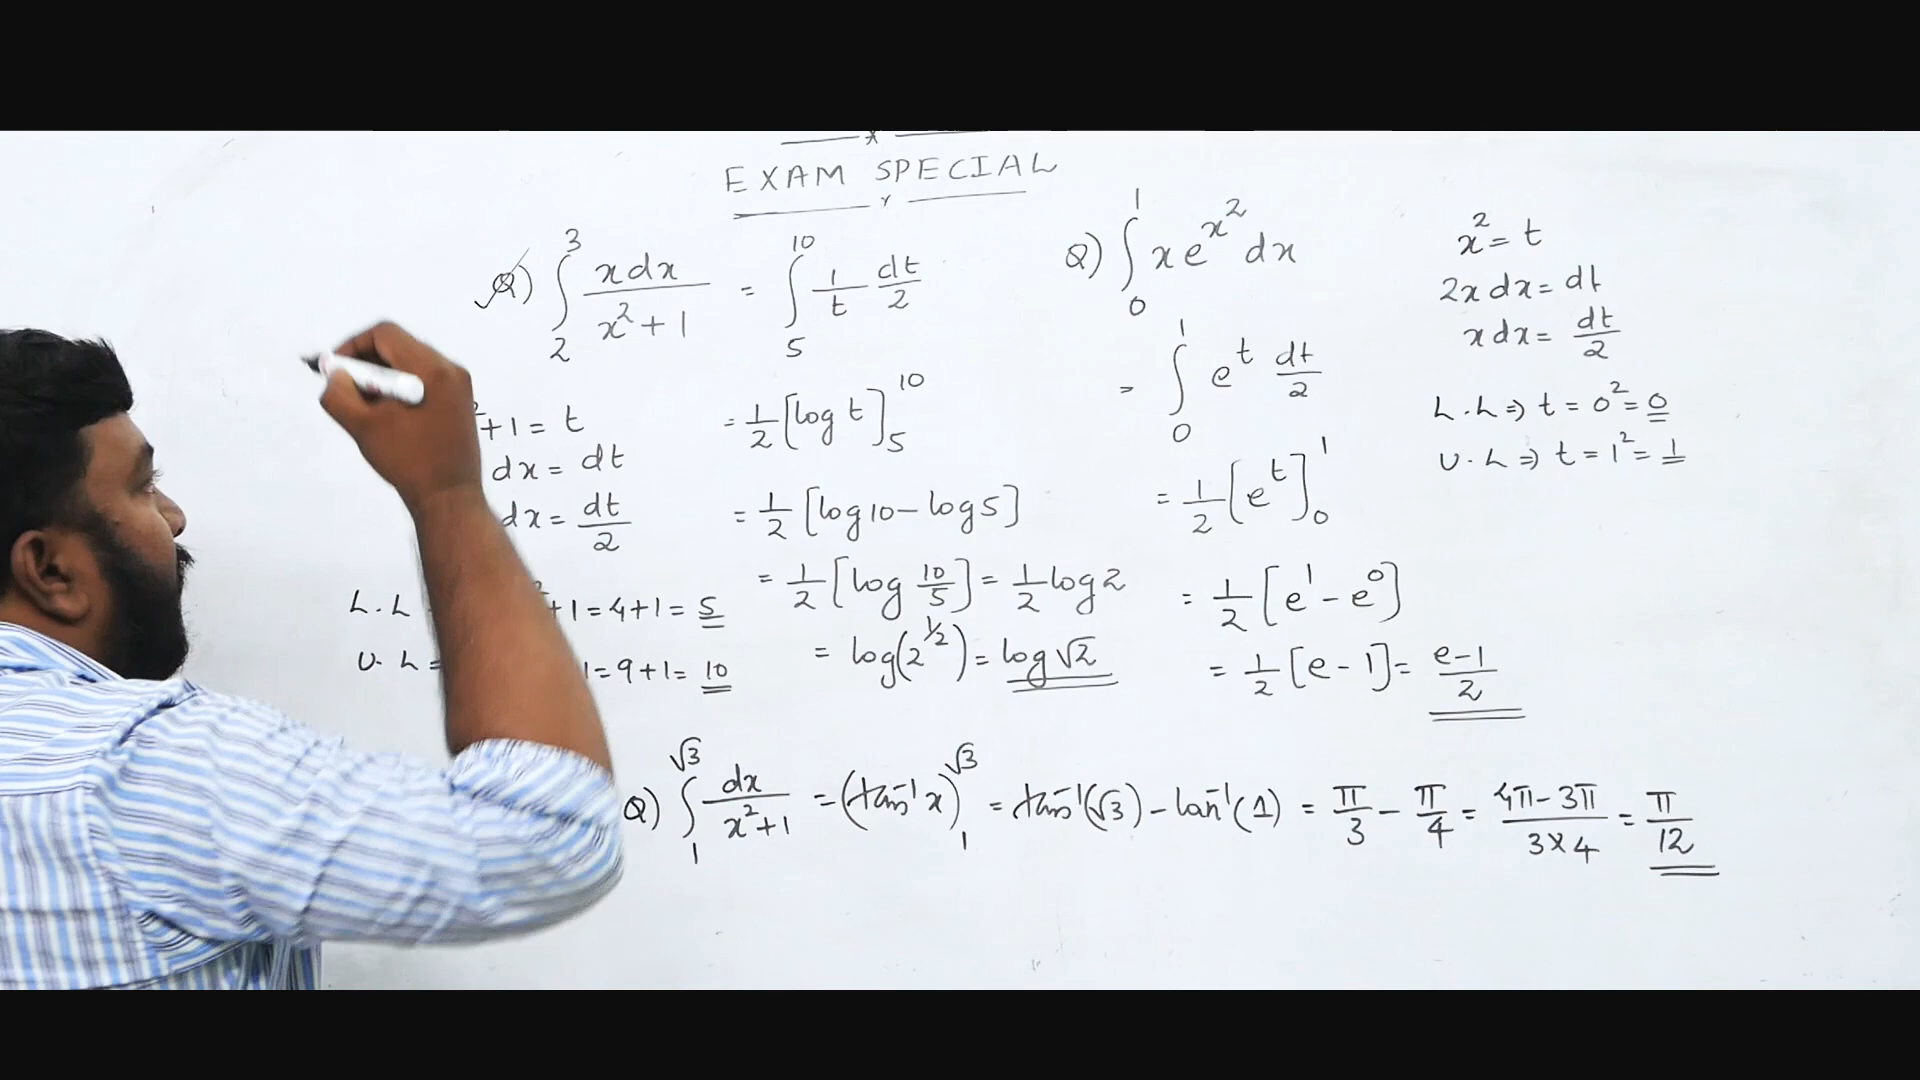 EXAM SPECIAL
Q) ∫₂³ x dx / (x² + 1) = ∫₅¹⁰ 1/t dt/2
+1 = t
dx = dt
dx = dt/2
L.L +1 = 4+1 = 5
U.L = 1 = 9+1 = 10
= 1/2 [log t]₅¹⁰
= 1/2 [log10 – log5]
= 1/2 [log 10/5] = 1/2 log2
= log(2^(1/2)) = log √2
Q) ∫₀¹ x e^(x²) dx
= ∫₀¹ e^t dt/2
= 1/2 [e^t]₀¹
= 1/2 [e¹ – e⁰]
= 1/2 [e – 1] = (e–1)/2
x² = t
2x dx = dt
x dx = dt/2
L.L ⇒ t = 0² = 0
U.L ⇒ t = 1² = 1
Q) ∫₁^√3 dx / (x²+1) = (tan⁻¹ x)₁^√3 = tan⁻¹(√3) – tan⁻¹(1) = π/3 – π/4 = (4π – 3π)/(3×4) = π/12